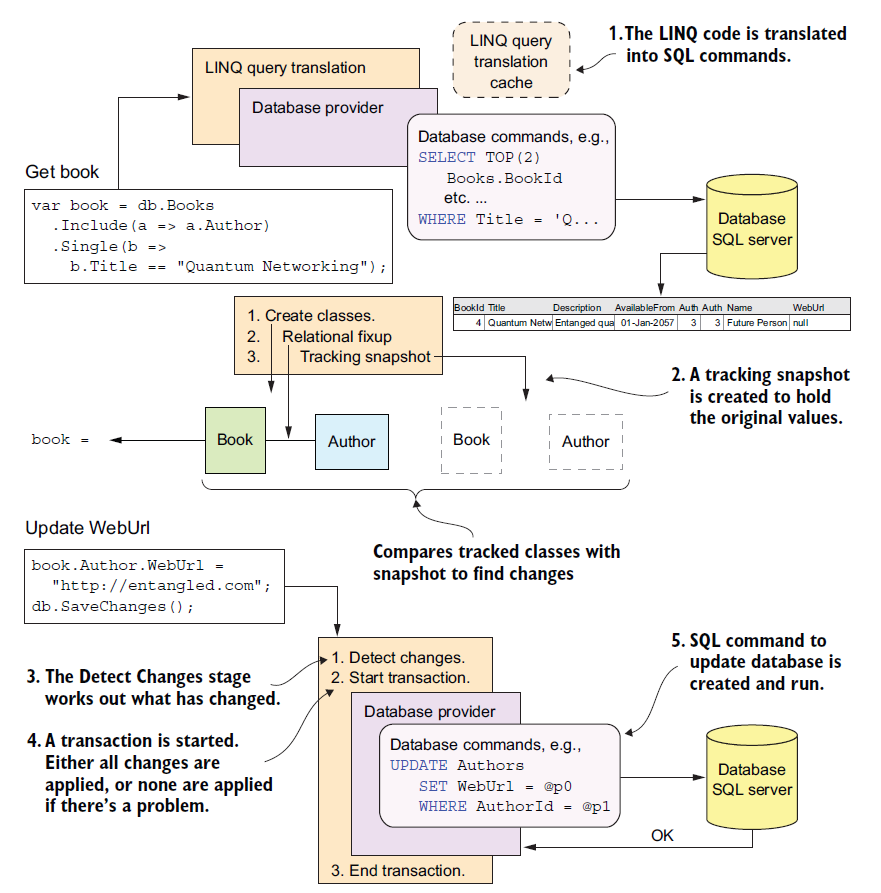 1. The LINQ code is translated
into SQL commands.
LINQ query
translation
cache
LINQ query translation
Database provider
Database commands, e.g.,
SELECT TOP(2)
Books.BookId
etc. ...
WHERE Title = 'Q...
Get book
var book = db.Books
.Include(a => a.Author)
.Single(b =>
b.Title == "Quantum Networking");
Database
SQL server
BookId Title Description AvailableFrom Auth Auth Name WebUrl
4 Quantum Netw Entanged qua 01-Jan-2057 3 3 Future Person null
1. Create classes.
2. Relational fixup
3. Tracking snapshot
2. A tracking snapshot
is created to hold
the original values.
book =
Book
Author
Book
Author
Compares tracked classes with
snapshot to find changes
Update WebUrl
book.Author.WebUrl =
"http://entangled.com";
db.SaveChanges();
3. The Detect Changes stage
works out what has changed.
4. A transaction is started.
Either all changes are
applied, or none are applied
if there's a problem.
1. Detect changes.
2. Start transaction.
Database provider
Database commands, e.g.,
UPDATE Authors
SET WebUrl = @p0
WHERE AuthorId = @p1
3. End transaction.
5. SQL command to
update database is
created and run.
Database
SQL server
OK